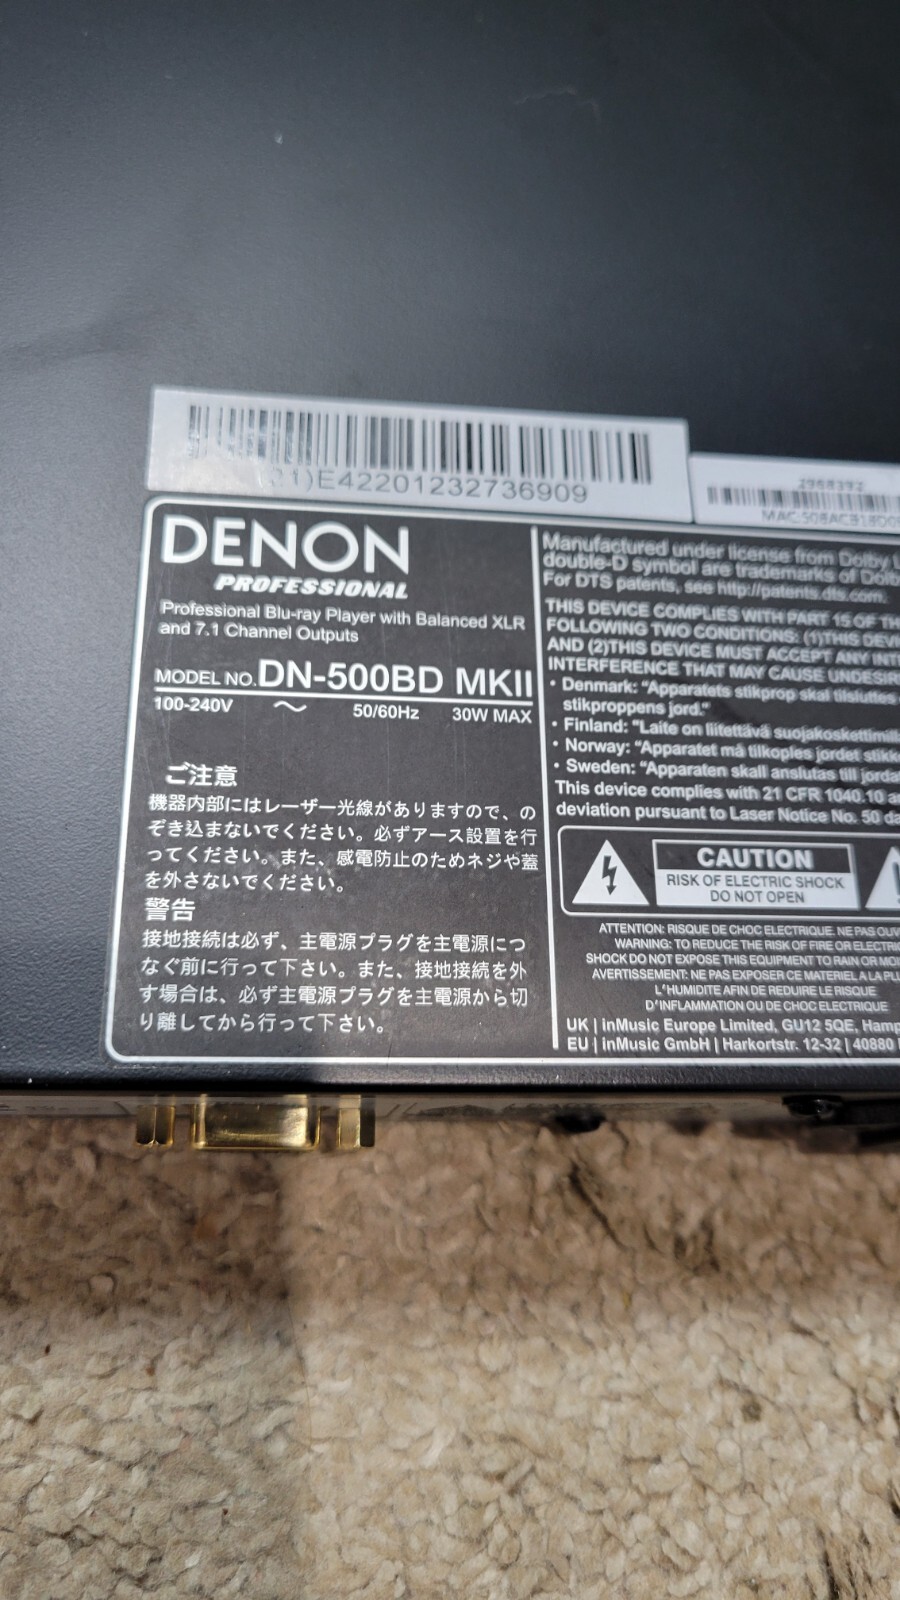 1)E42201232736909
2968392
DENON
PROFESSIONAL
Professional Blu-ray Player with Balanced XLR
and 7.1 Channel Outputs
MODEL NO. DN-500BD MKII
100-240V ～ 50/60Hz 30W MAX
ご注意
機器内部にはレーザー光線がありますので、の
ぞき込まないでください。必ずアース設置を行
ってください。また、感電防止のためネジや蓋
を外さないでください。
警告
接地接続は必ず、主電源プラグを主電源につ
なぐ前に行って下さい。また、接地接続を外
す場合は、必ず主電源プラグを主電源から切
り離してから行って下さい。
Manufactured under license from Dolby
double-D symbol are trademarks of
For DTS patents, see http://patents.dts.com.
THIS DEVICE COMPLIES WITH PART 15 OF
FOLLOWING TWO CONDITIONS: (1)THIS
AND (2)THIS DEVICE MUST ACCEPT ANY
INTERFERENCE THAT MAY CAUSE
• Denmark: "Apparatets stikprop skal tilsluttes
stikproppens jord."
• Finland: "Laite on liitettävä
• Norway: "Apparatet må tilkoples jordet
• Sweden: "Apparaten skall anslutas till
This device complies with 21 CFR 1040.10
deviation pursuant to Laser Notice No. 50
CAUTION
RISK OF ELECTRIC SHOCK
DO NOT OPEN
ATTENTION: RISQUE DE CHOC ELECTRIQUE. NE PAS
WARNING: TO REDUCE THE RISK OF FIRE OR
SHOCK DO NOT EXPOSE THIS EQUIPMENT TO RAIN OR
AVERTISSEMENT: NE PAS EXPOSER CE MATERIEL A LA
L'HUMIDITE AFIN DE REDUIRE LE RISQUE
D'INFLAMMATION OU DE CHOC ELECTRIQUE
UK | inMusic Europe Limited, GU12 5QE,
EU | inMusic GmbH | Harkortstr. 12-32 | 40880